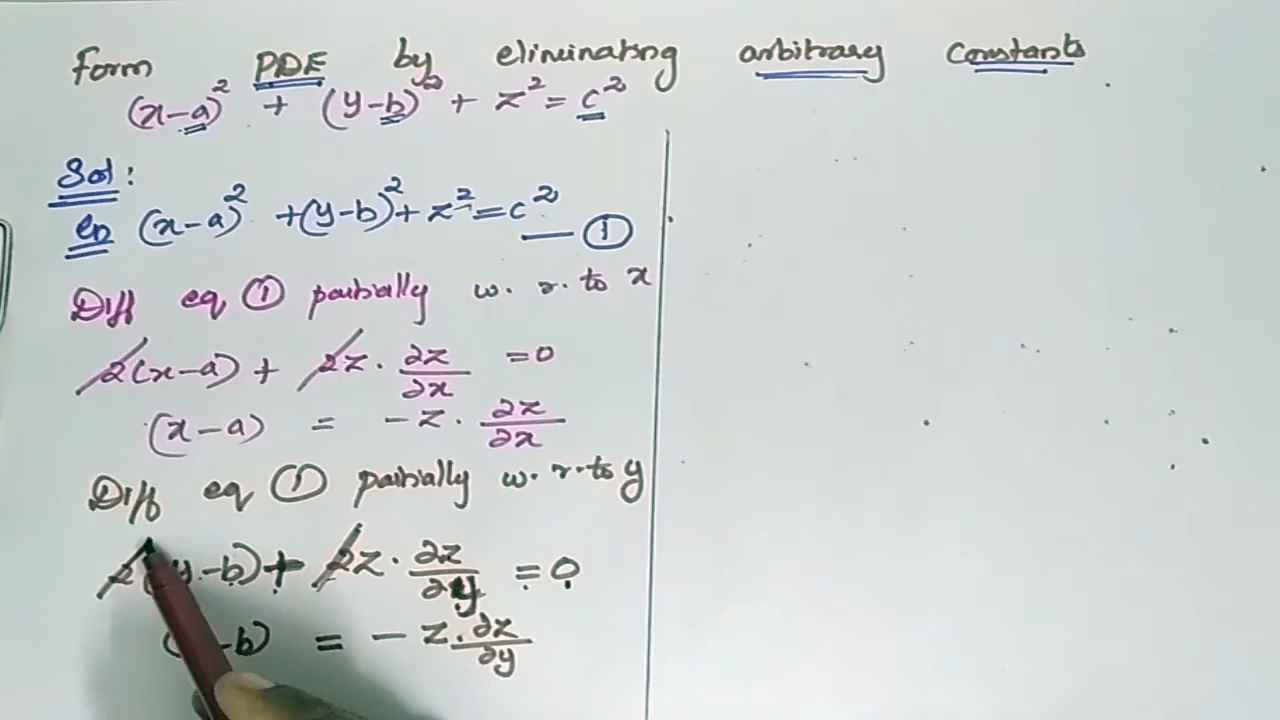 Form PDE by eliminating arbitrary constants
(x-a)² + (y-b)² + z² = c²
Sol:
(x-a)² + (y-b)² + z² = c² — ①
Diff eq ① partially w.r.to x
2(x-a) + 2z · ∂z/∂x = 0
(x-a) = -z · ∂z/∂x
Diff eq ① partially w.r.to y
2(y-b) + 2z · ∂z/∂y = 0
-b) = -z · ∂z/∂y